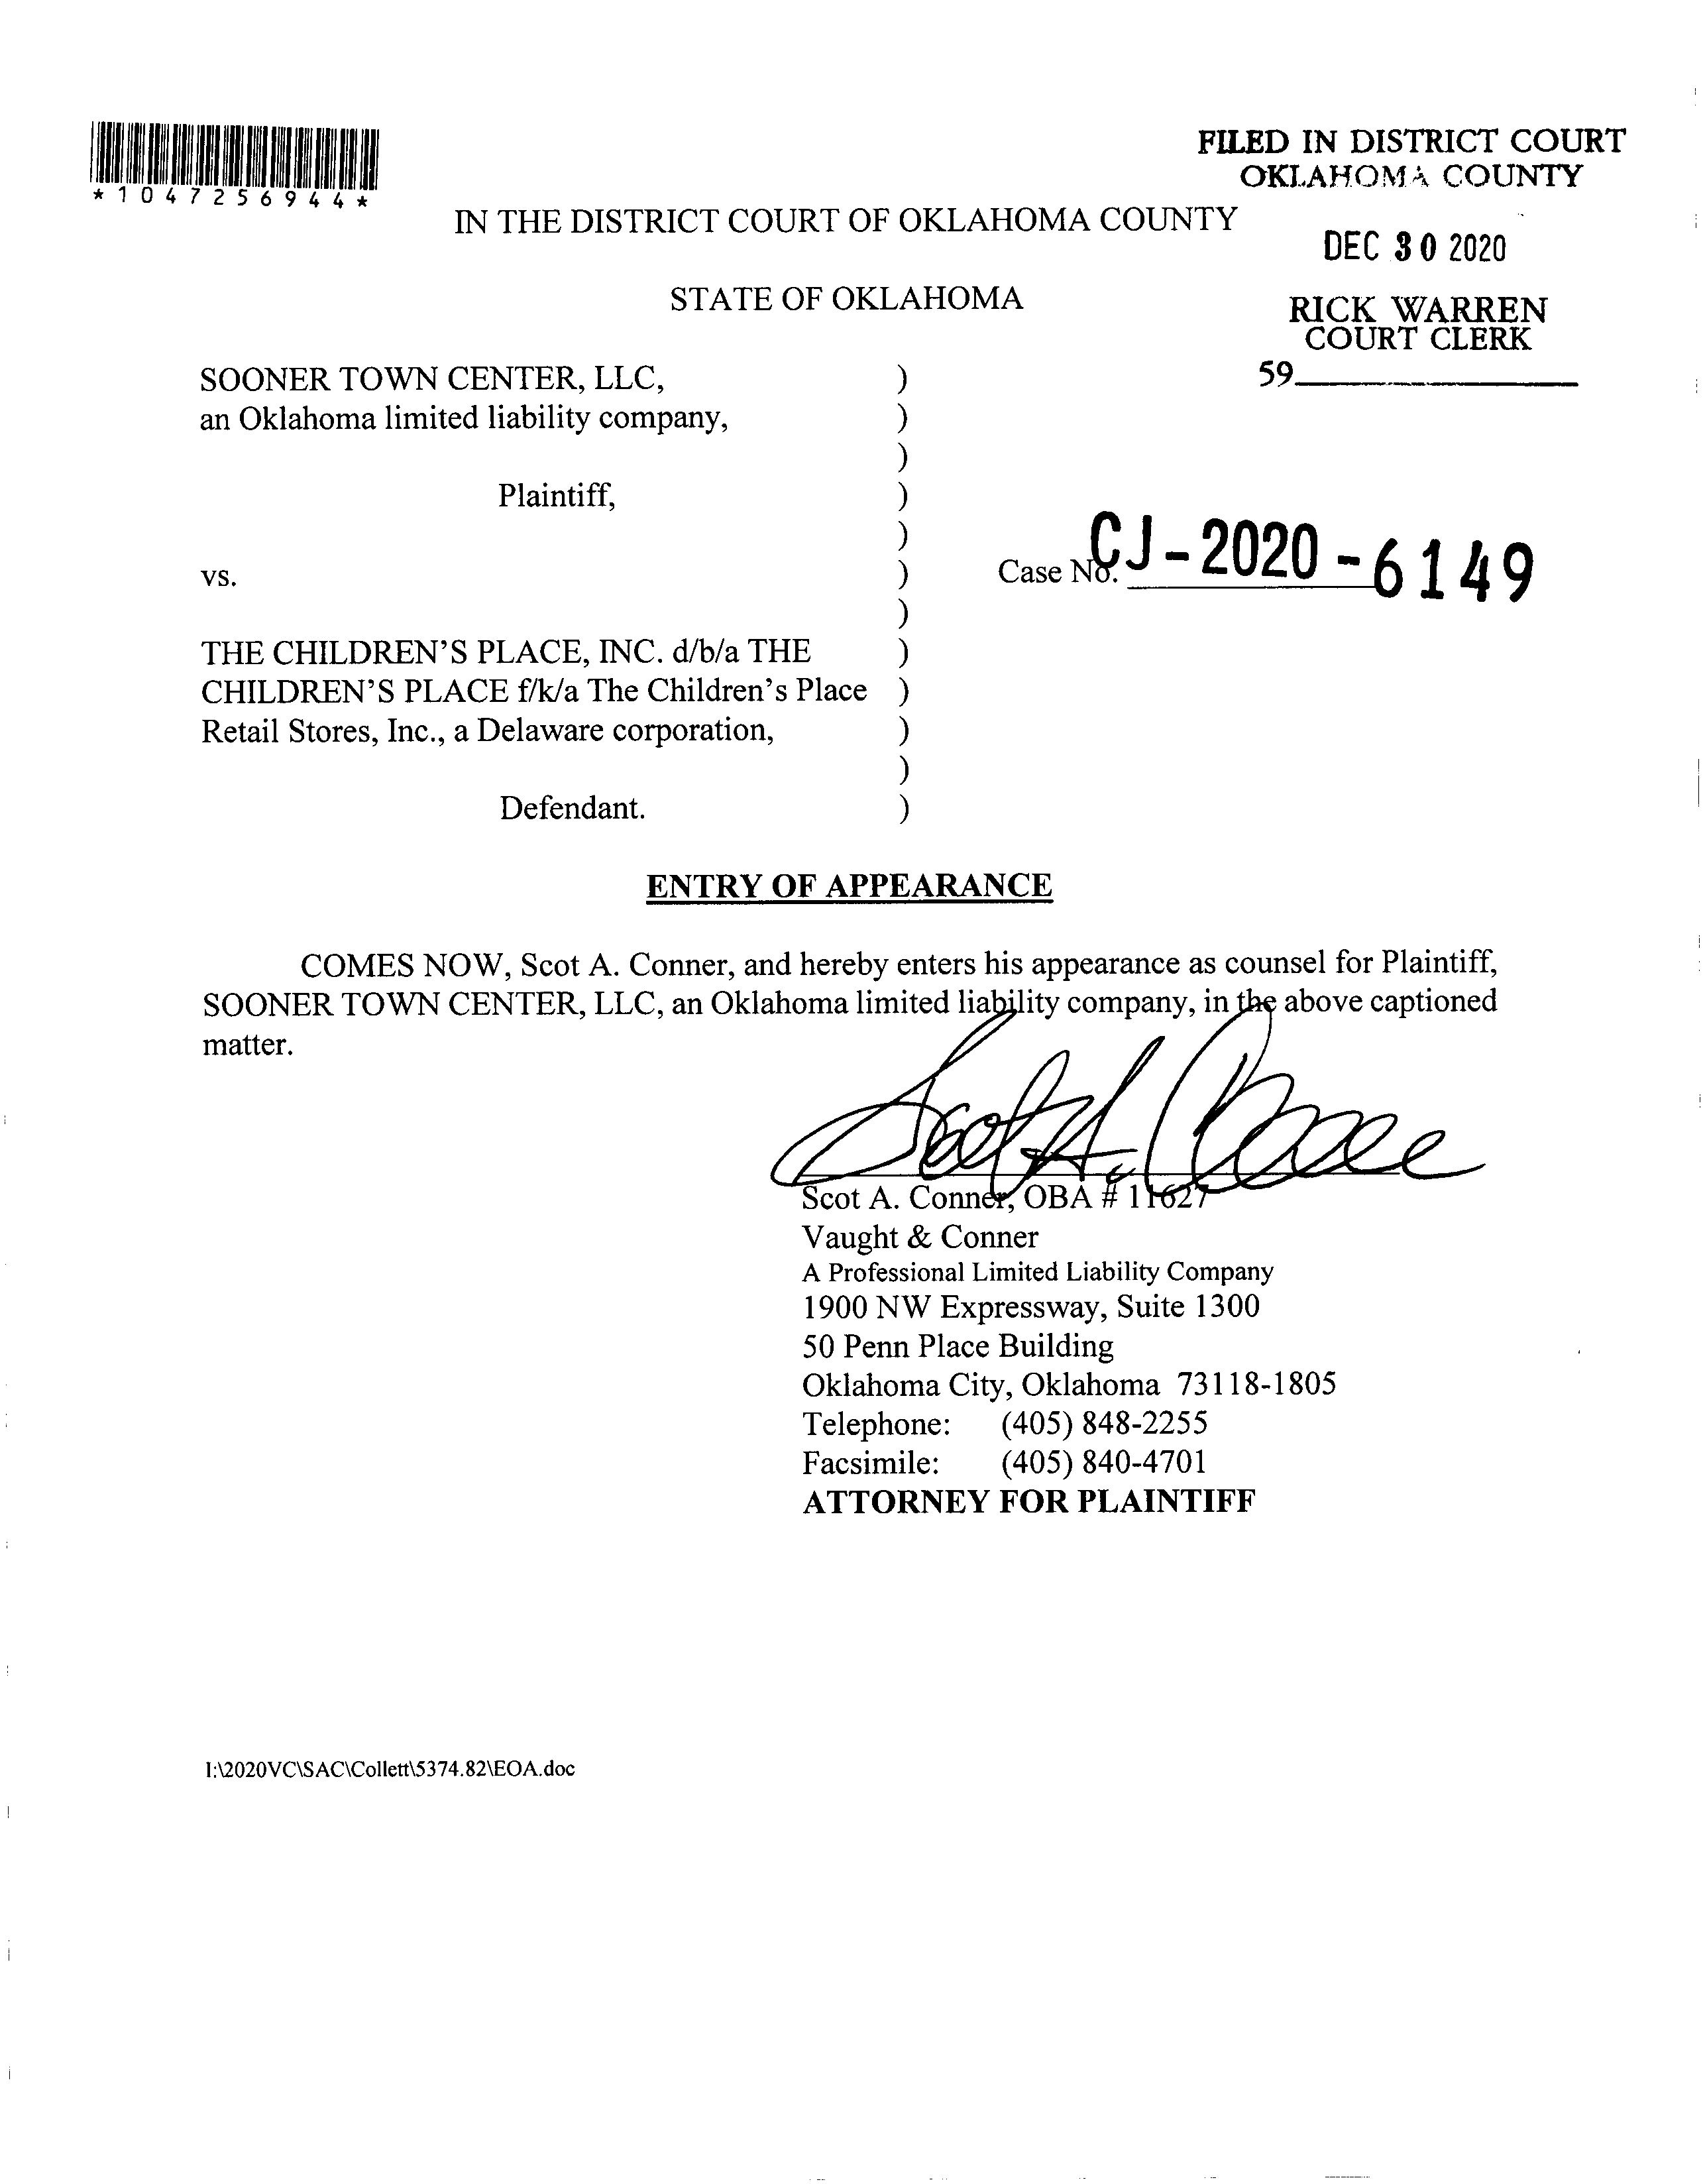 *1047256944*
FILED IN DISTRICT COURT
OKLAHOMA COUNTY
IN THE DISTRICT COURT OF OKLAHOMA COUNTY
DEC 30 2020
STATE OF OKLAHOMA
RICK WARREN
COURT CLERK
59
SOONER TOWN CENTER, LLC, )
an Oklahoma limited liability company, )
)
Plaintiff, )
)
vs. ) Case No. CJ-2020-6149
)
THE CHILDREN'S PLACE, INC. d/b/a THE )
CHILDREN'S PLACE f/k/a The Children's Place )
Retail Stores, Inc., a Delaware corporation, )
)
Defendant. )
ENTRY OF APPEARANCE
COMES NOW, Scot A. Conner, and hereby enters his appearance as counsel for Plaintiff,
SOONER TOWN CENTER, LLC, an Oklahoma limited liability company, in the above captioned
matter.
Scot A. Conner
Scot A. Conner, OBA # 11627
Vaught & Conner
A Professional Limited Liability Company
1900 NW Expressway, Suite 1300
50 Penn Place Building
Oklahoma City, Oklahoma 73118-1805
Telephone: (405) 848-2255
Facsimile: (405) 840-4701
ATTORNEY FOR PLAINTIFF
I:\2020VC\SAC\Collett\5374.82\EOA.doc